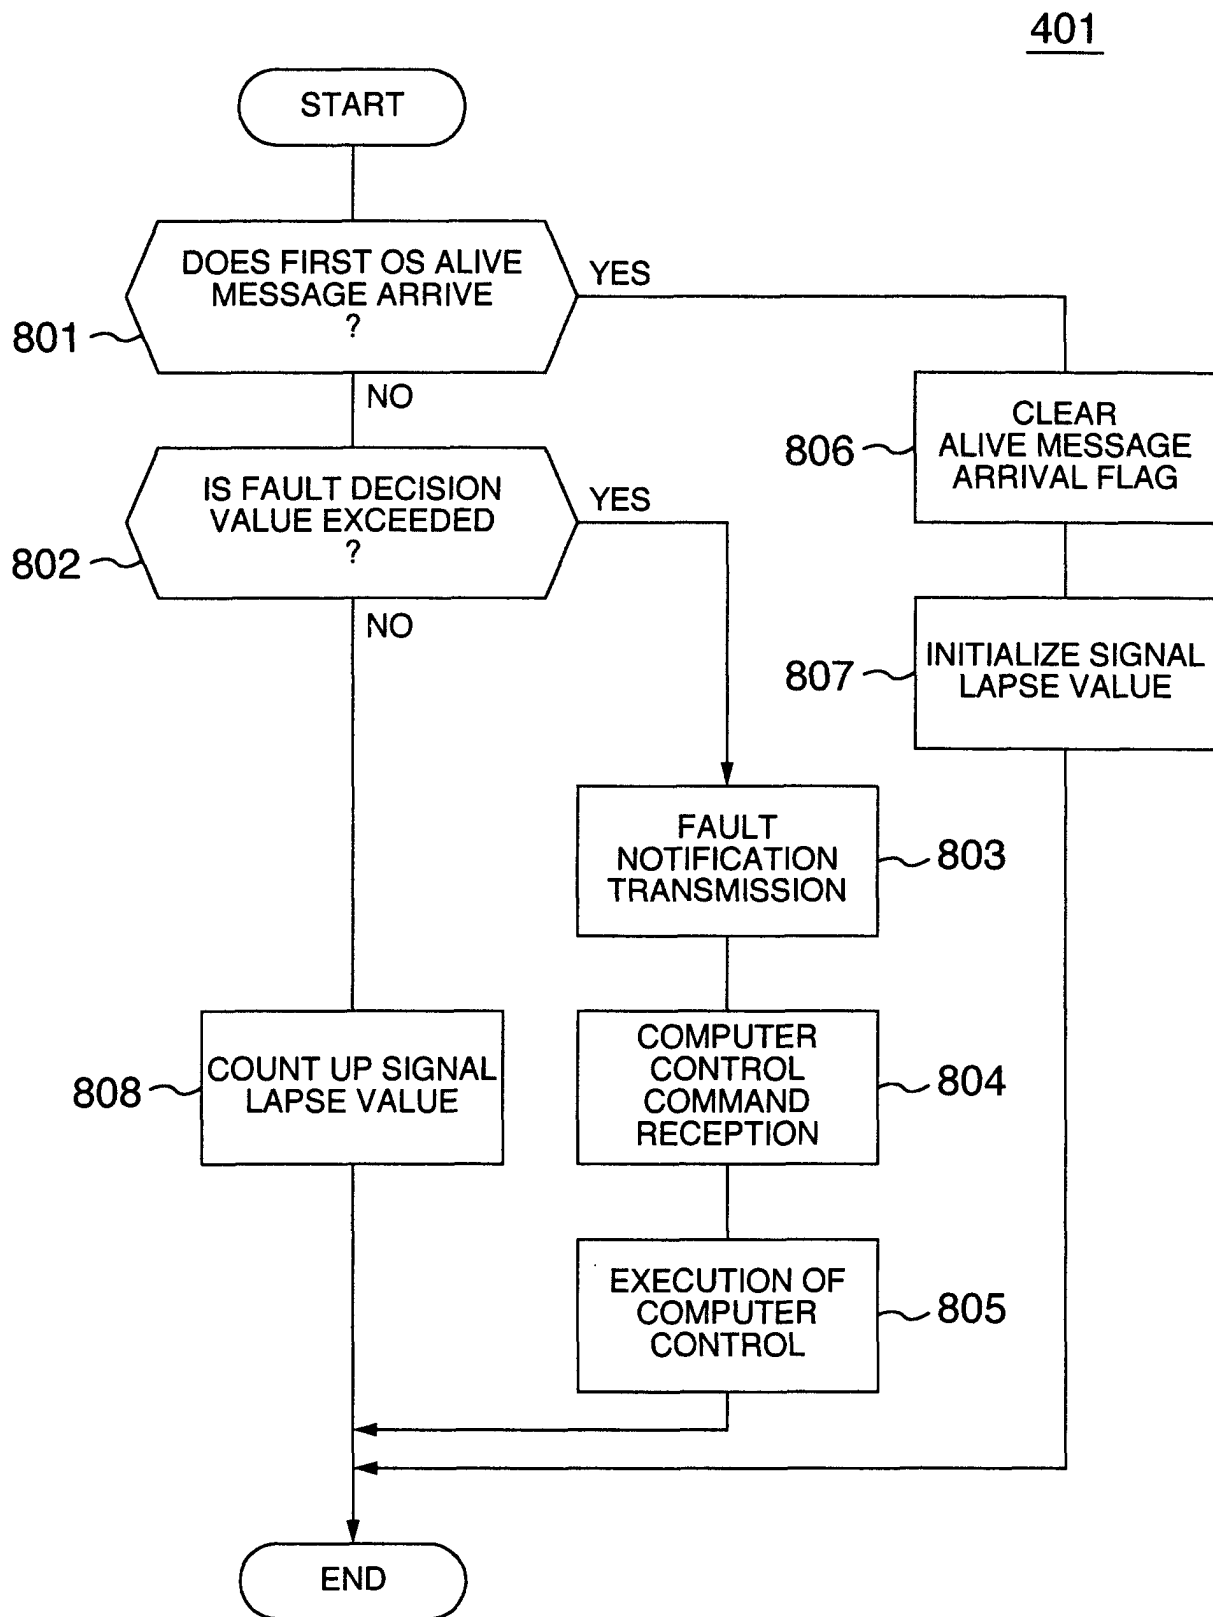 401
START
DOES FIRST OS ALIVE
MESSAGE ARRIVE
?
YES
801
NO
CLEAR
ALIVE MESSAGE
ARRIVAL FLAG
806
IS FAULT DECISION
VALUE EXCEEDED
?
YES
802
NO
INITIALIZE SIGNAL
LAPSE VALUE
807
FAULT
NOTIFICATION
TRANSMISSION
803
COUNT UP SIGNAL
LAPSE VALUE
808
COMPUTER
CONTROL
COMMAND
RECEPTION
804
EXECUTION OF
COMPUTER
CONTROL
805
END